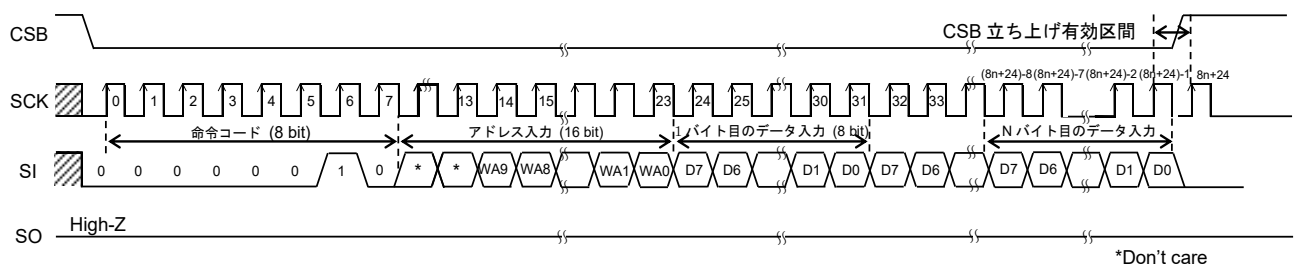 CSB
CSB 立ち上げ有効区間
(8n+24)-8 (8n+24)-7 (8n+24)-2 (8n+24)-1 8n+24
SCK
0 1 2 3 4 5 6 7 13 14 15 23 24 25 30 31 32 33
命令コード (8 bit) アドレス入力 (16 bit) 1 バイト目のデータ入力 (8 bit) N バイト目のデータ入力
SI
0 0 0 0 0 0 1 0 * * WA9 WA8 WA1 WA0 D7 D6 D1 D0 D7 D6 D7 D6 D1 D0
High-Z
SO
*Don't care